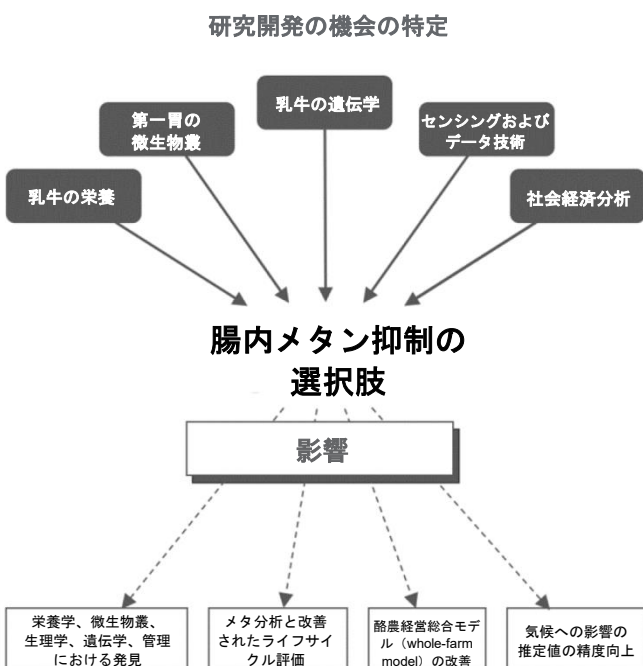 研究開発の機会の特定
乳牛の遺伝学
第一胃の
微生物叢
センシングおよび
データ技術
乳牛の栄養
社会経済分析
腸内メタン抑制の
選択肢
影響
栄養学、微生物叢、
生理学、遺伝学、管理
における発見
メタ分析と改善
されたライフサイ
クル評価
酪農経営総合モデ
ル（whole-farm
model）の改善
気候への影響の
推定値の精度向上